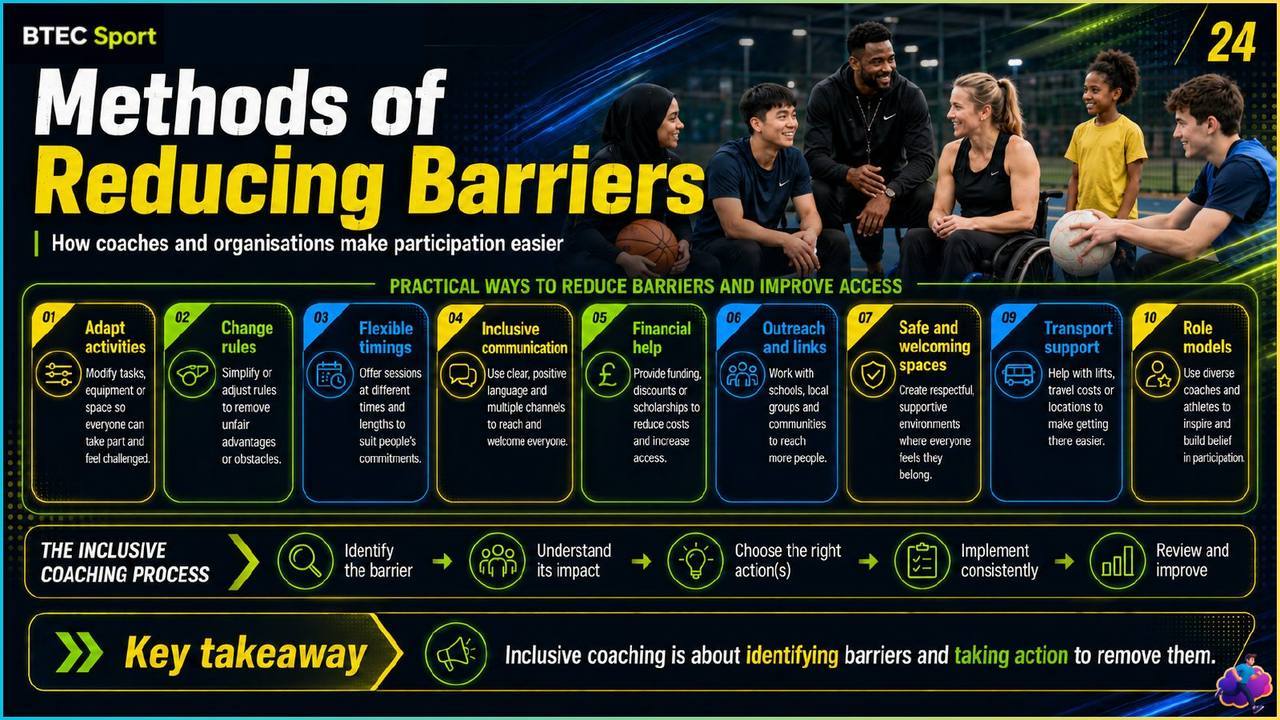 BTEC Sport
24
Methods of
Reducing Barriers
How coaches and organisations make participation easier
PRACTICAL WAYS TO REDUCE BARRIERS AND IMPROVE ACCESS
01
Adapt
activities
Modify tasks,
equipment or
space so
everyone can
take part and
feel challenged.
02
Change
rules
Simplify or
adjust rules
to remove
unfair
advantages
or obstacles.
03
Flexible
timings
Offer sessions
at different
times and
lengths to
suit people's
commitments.
04
Inclusive
communication
Use clear, positive
language and
multiple channels
to reach and
welcome everyone.
05
Financial
help
£
Provide funding,
discounts or
scholarships to
reduce costs
and increase
access.
06
Outreach
and links
Work with
schools, local
groups and
communities
to reach
more people.
07
Safe and
welcoming
spaces
Create respectful,
supportive
environments
where everyone
feels they
belong.
09
Transport
support
Help with lifts,
travel costs or
locations to
make getting
there easier.
10
Role
models
Use diverse
coaches and
athletes to
inspire and
build belief
in participation.
THE INCLUSIVE
COACHING PROCESS
Identify
the barrier
Understand
its impact
Choose the right
action(s)
Implement
consistently
Review and
improve
Key takeaway
Inclusive coaching is about identifying barriers and taking action to remove them.